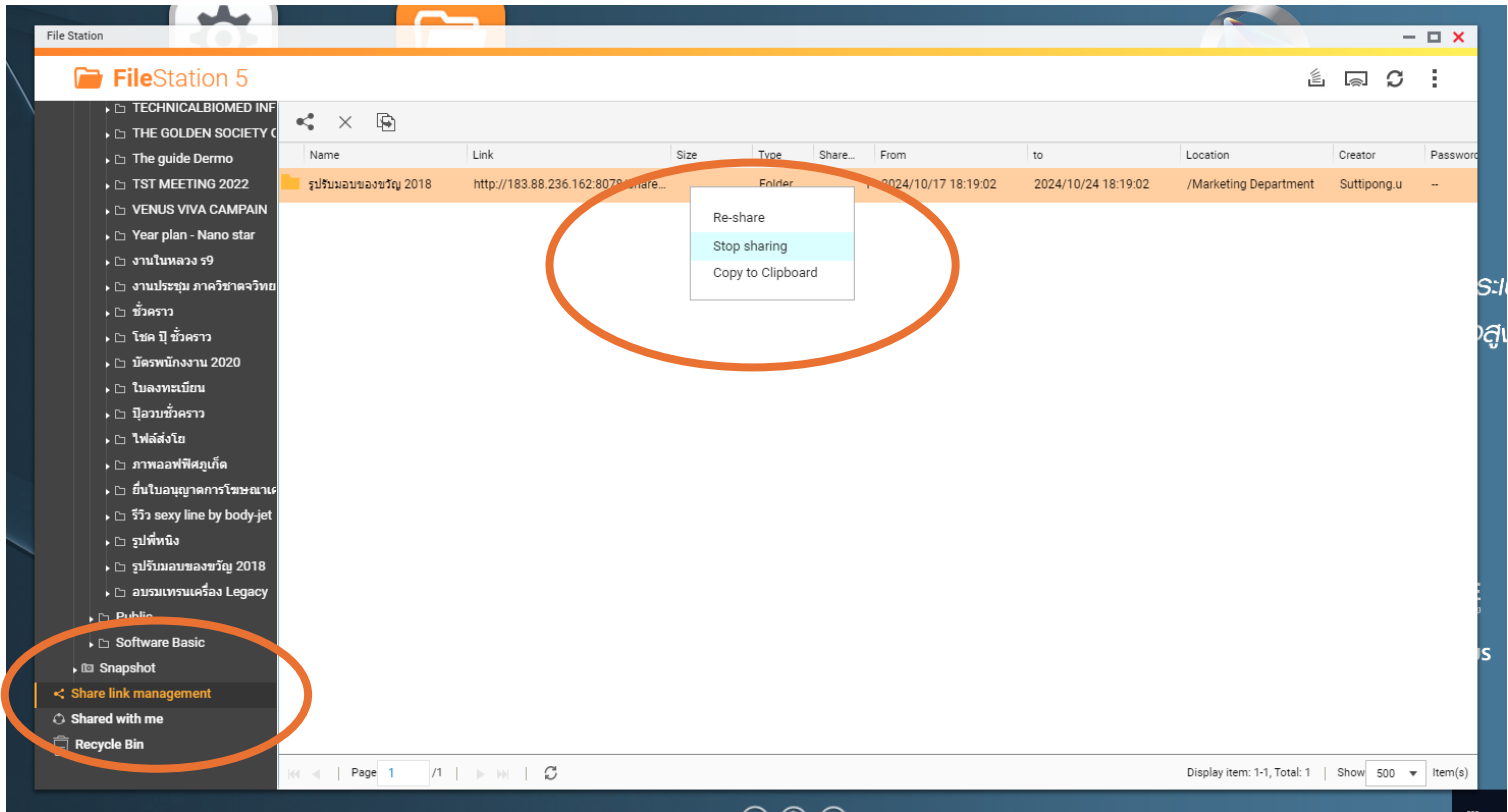 File Station
FileStation 5
TECHNICALBIOMED INF
THE GOLDEN SOCIETY
The guide Dermo
TST MEETING 2022
VENUS VIVA CAMPAIN
Year plan - Nano star
งานในหลวง ร9
งานประชุม ภาควิชาตจวิทย
ชั่วคราว
โชค ปุ๊ ชั่วคราว
บัตรพนักงงาน 2020
ใบลงทะเบียน
ปุ๊อวบชั่วคราว
ไฟล์ส่งโย
ภาพออฟฟิศภูเก็ต
ยื่นใบอนุญาตการโฆษณาเค
รีวิว sexy line by body-jet
รูปพี่หนิง
รูปรับมอบของขวัญ 2018
อบรมเทรนเครื่อง Legacy
Public
Software Basic
Snapshot
Share link management
Shared with me
Recycle Bin
Name Link Size Type Share... From to Location Creator Password
รูปรับมอบของขวัญ 2018 http://183.88.236.162:8079/share... Folder 2024/10/17 18:19:02 2024/10/24 18:19:02 /Marketing Department Suttipong.u --
Re-share
Stop sharing
Copy to Clipboard
Page 1 /1 Display item: 1-1, Total: 1 Show 500 Item(s)